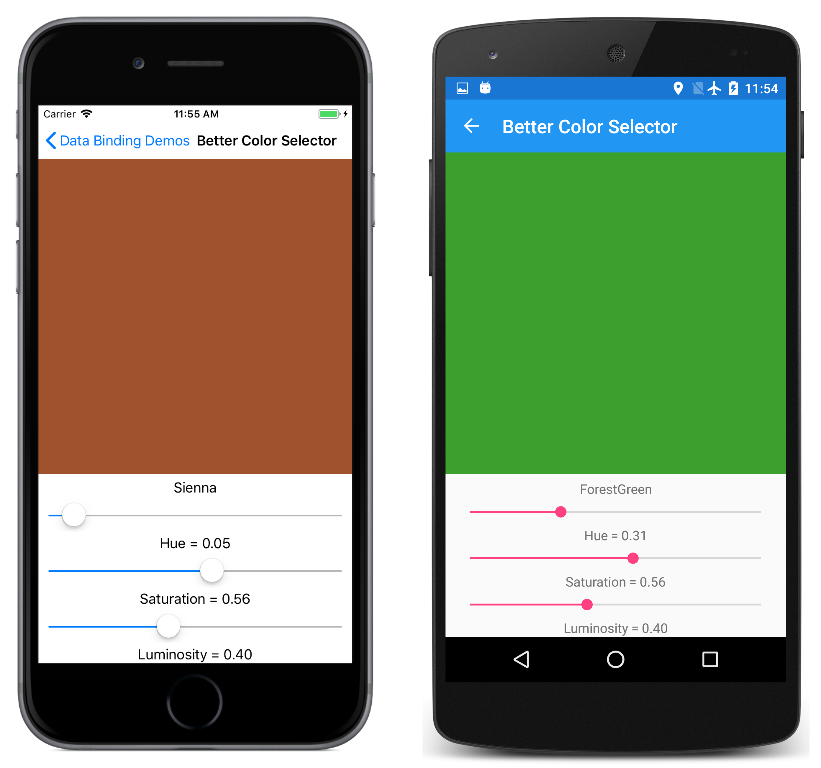 Carrier 11:55 AM
Data Binding Demos Better Color Selector
Sienna
Hue = 0.05
Saturation = 0.56
Luminosity = 0.40
11:54
Better Color Selector
ForestGreen
Hue = 0.31
Saturation = 0.56
Luminosity = 0.40